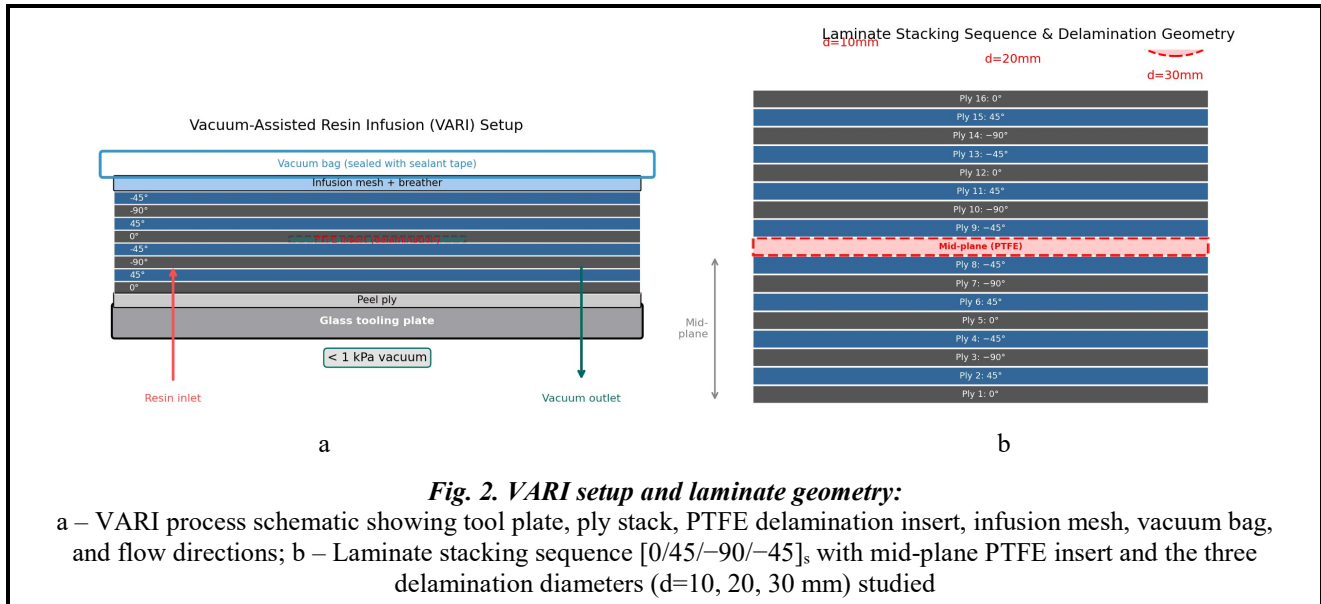 Laminate Stacking Sequence & Delamination Geometry
d=10mm
d=20mm
d=30mm
Vacuum-Assisted Resin Infusion (VARI) Setup
Vacuum bag (sealed with sealant tape)
Infusion mesh + breather
-45°
-90°
45°
0°
PTFE insert (delamination)
-45°
-90°
45°
0°
Peel ply
Glass tooling plate
< 1 kPa vacuum
Resin inlet
Vacuum outlet
Ply 16: 0°
Ply 15: 45°
Ply 14: −90°
Ply 13: −45°
Ply 12: 0°
Ply 11: 45°
Ply 10: −90°
Ply 9: −45°
Mid-plane (PTFE)
Ply 8: −45°
Ply 7: −90°
Ply 6: 45°
Ply 5: 0°
Ply 4: −45°
Ply 3: −90°
Ply 2: 45°
Ply 1: 0°
Mid-
plane
a
b
Fig. 2. VARI setup and laminate geometry:
a – VARI process schematic showing tool plate, ply stack, PTFE delamination insert, infusion mesh, vacuum bag,
and flow directions; b – Laminate stacking sequence [0/45/−90/−45]s with mid-plane PTFE insert and the three
delamination diameters (d=10, 20, 30 mm) studied